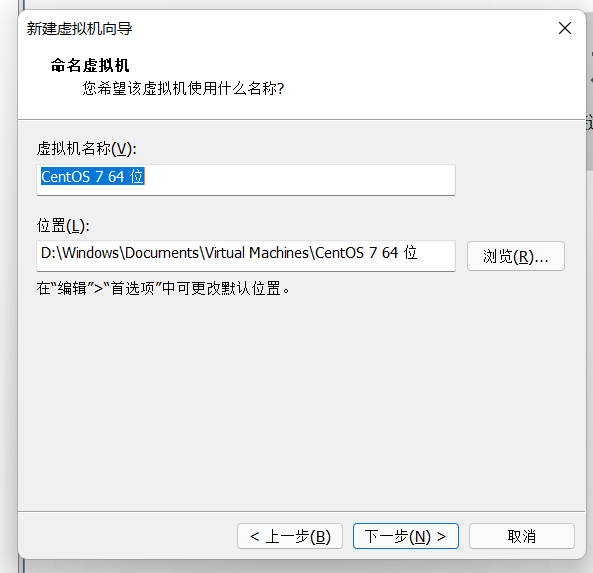 新建虚拟机向导
命名虚拟机
您希望该虚拟机使用什么名称?
虚拟机名称(V):
CentOS 7 64 位
位置(L):
D:\Windows\Documents\Virtual Machines\CentOS 7 64 位
浏览(R)...
在“编辑”>“首选项”中可更改默认位置。
< 上一步(B)
下一步(N) >
取消